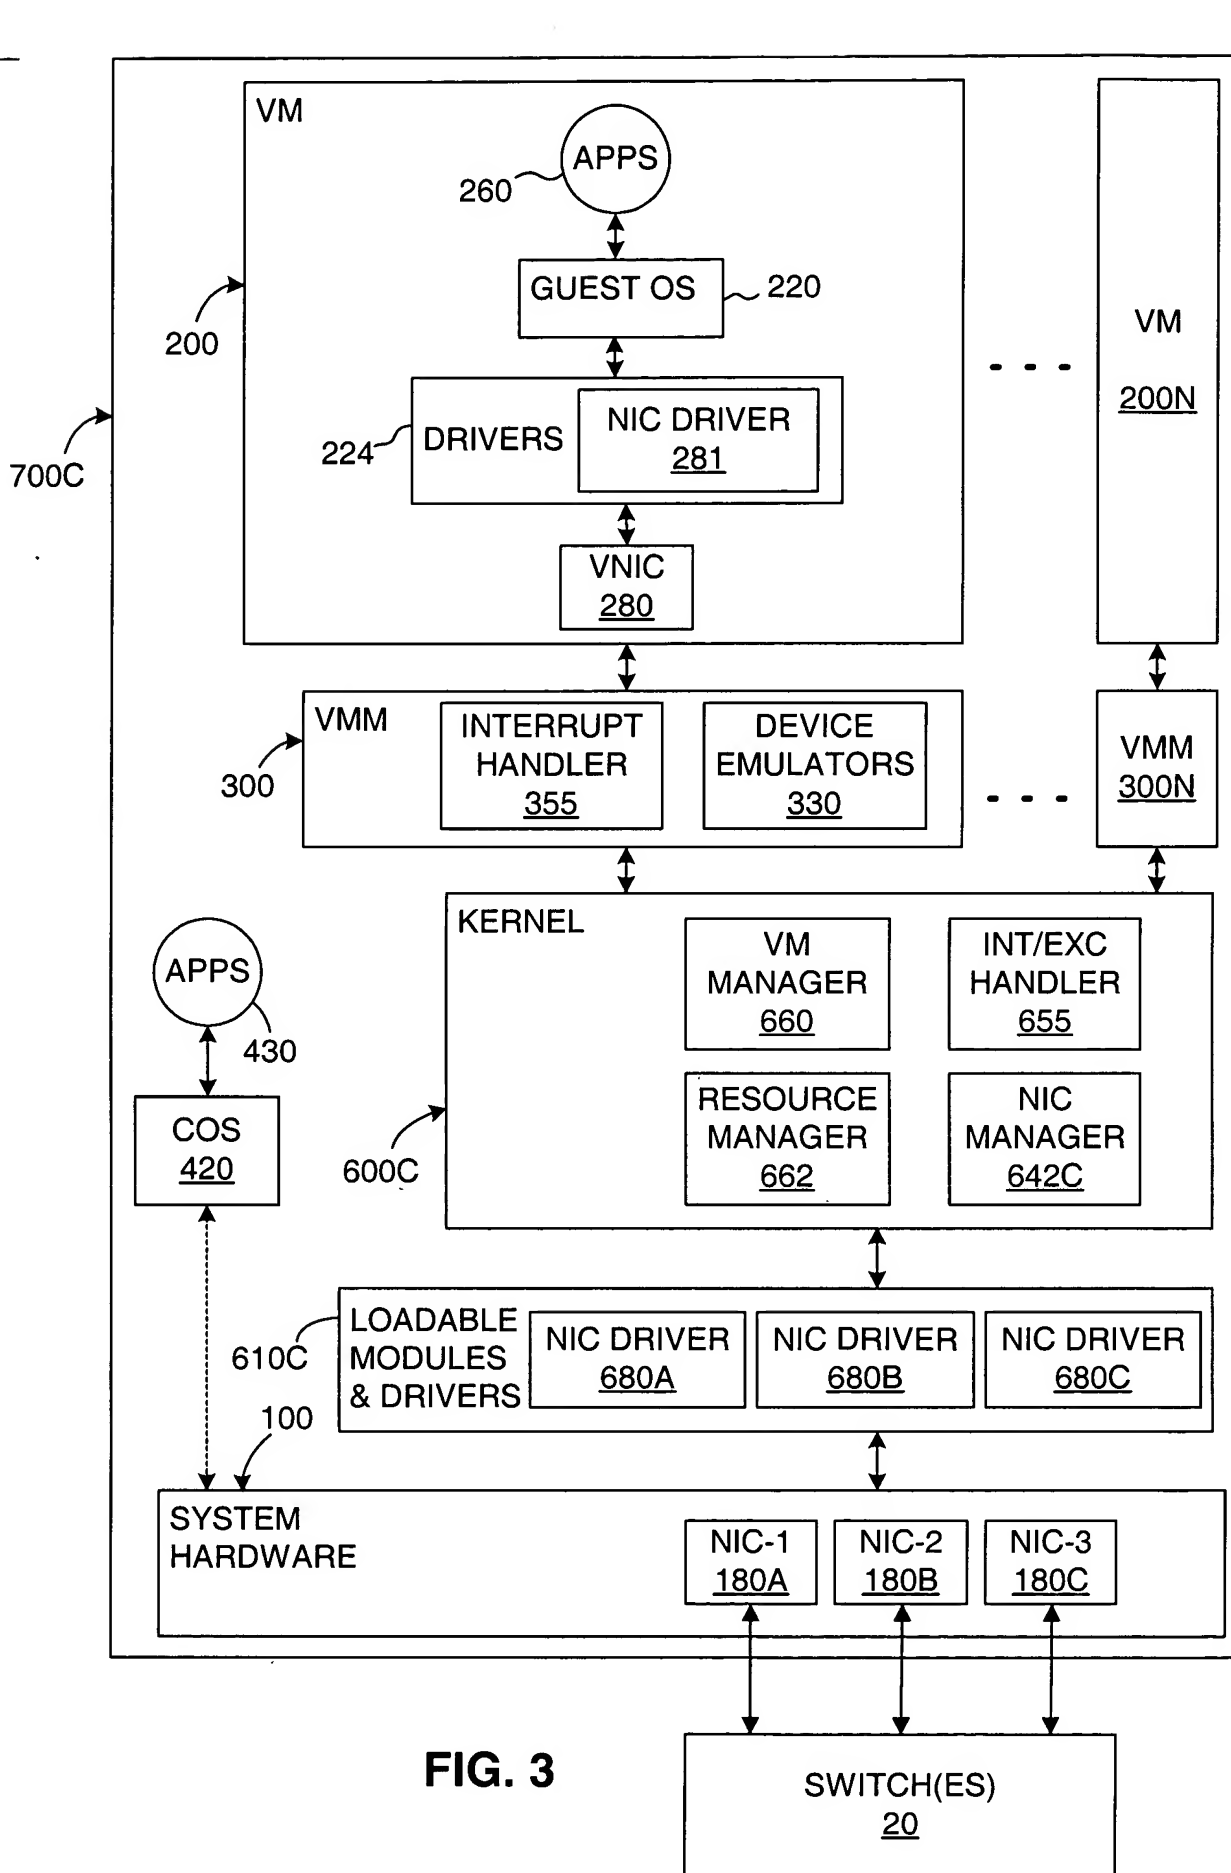 VM
APPS
260
GUEST OS
220
200
DRIVERS
224
NIC DRIVER
281
700C
VNIC
280
VM
200N
VMM
300
INTERRUPT
HANDLER
355
DEVICE
EMULATORS
330
VMM
300N
KERNEL
VM
MANAGER
660
INT/EXC
HANDLER
655
RESOURCE
MANAGER
662
NIC
MANAGER
642C
600C
APPS
430
COS
420
LOADABLE
MODULES
& DRIVERS
610C
NIC DRIVER
680A
NIC DRIVER
680B
NIC DRIVER
680C
100
SYSTEM
HARDWARE
NIC-1
180A
NIC-2
180B
NIC-3
180C
FIG. 3
SWITCH(ES)
20